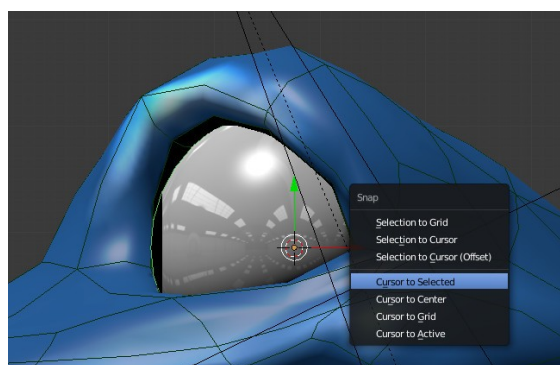 Snap
Selection to Grid
Selection to Cursor
Selection to Cursor (Offset)
Cursor to Selected
Cursor to Center
Cursor to Grid
Cursor to Active